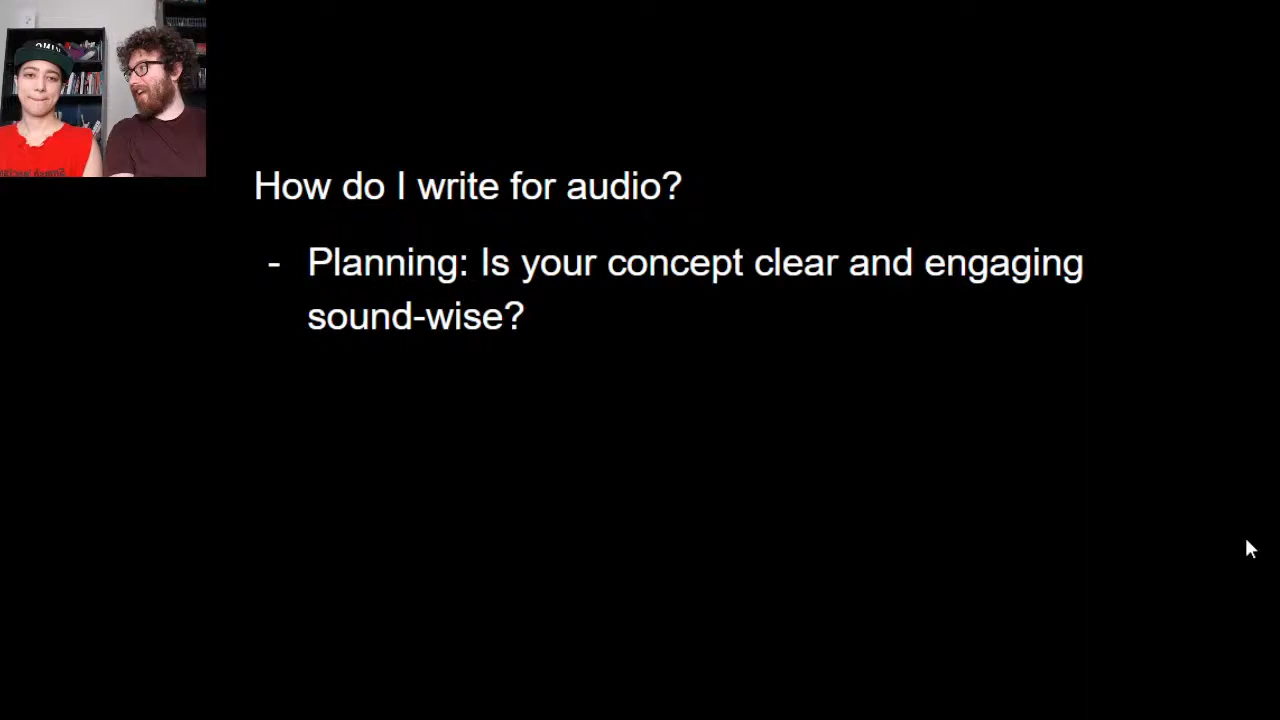 How do I write for audio?
- Planning: Is your concept clear and engaging
sound-wise?